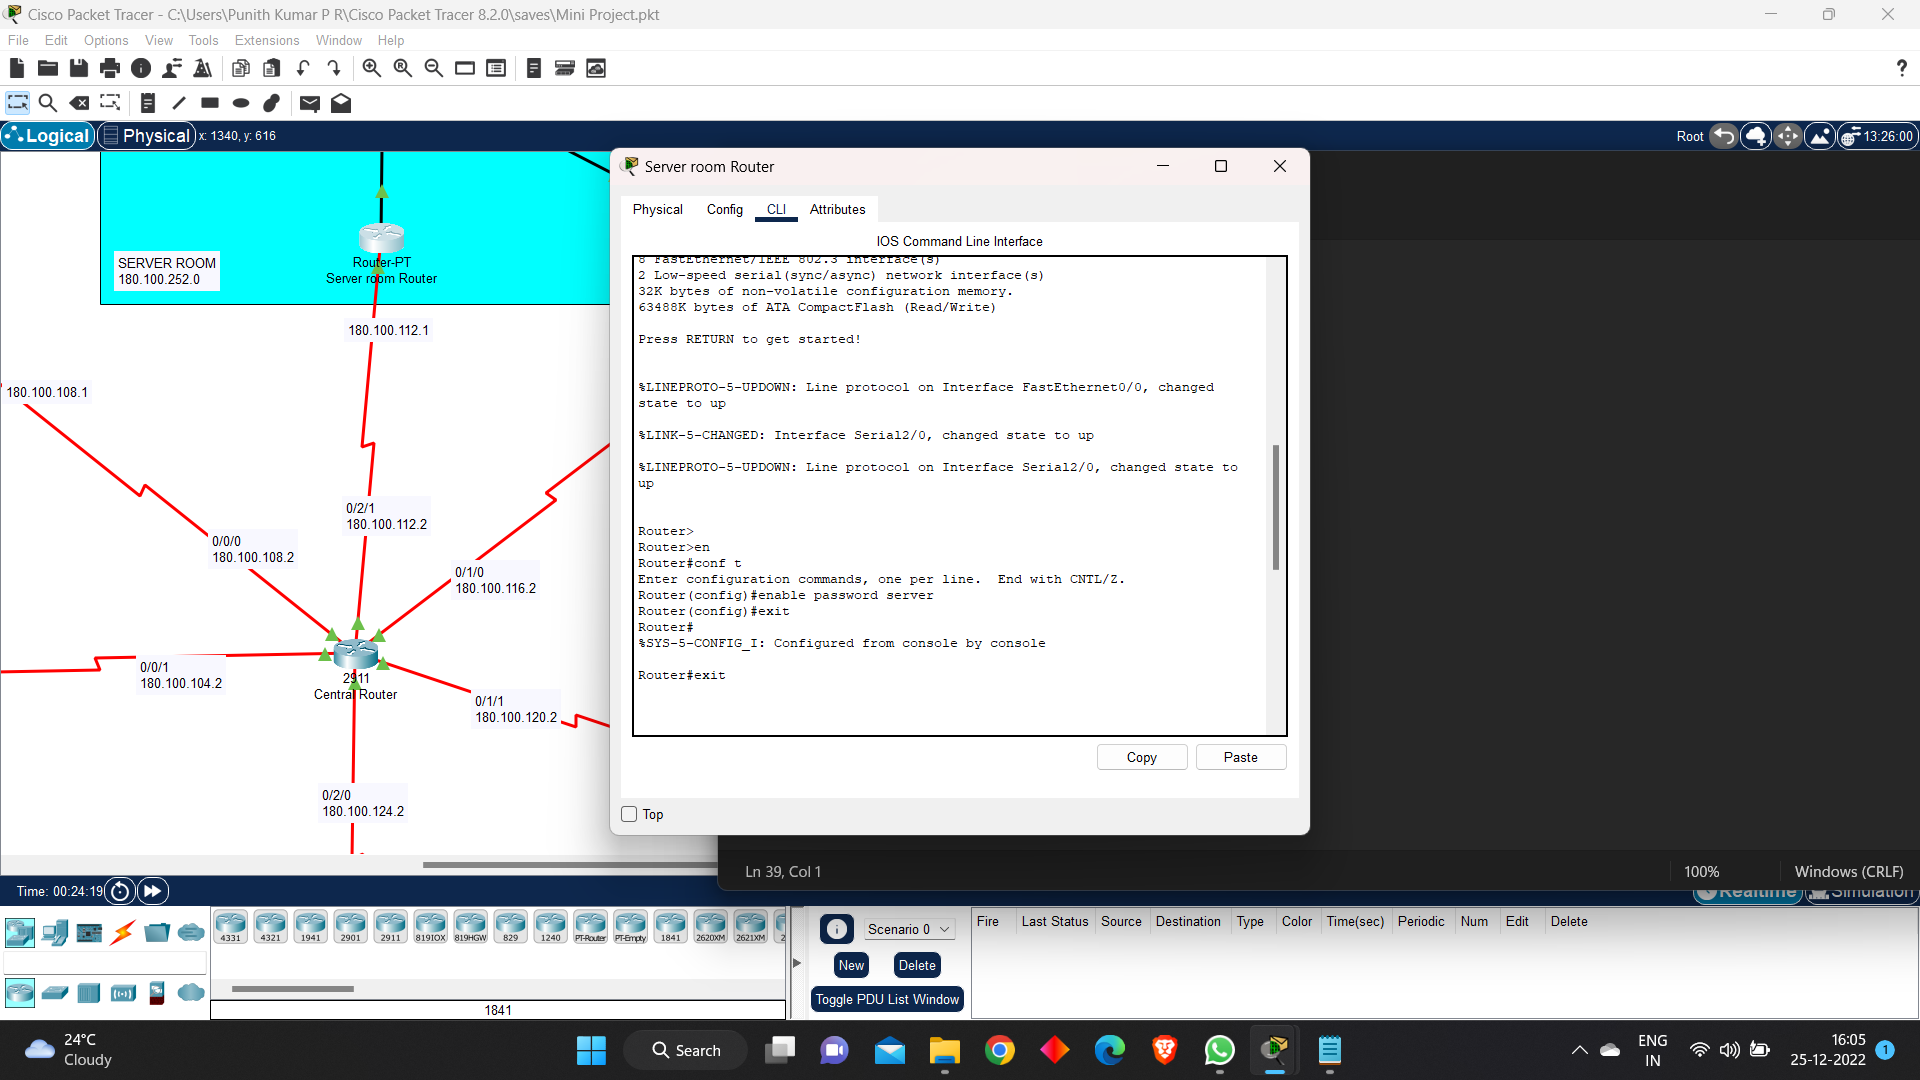 Cisco Packet Tracer - C:\Users\Punith Kumar P R\Cisco Packet Tracer 8.2.0\saves\Mini Project.pkt
File Edit Options View Tools Extensions Window Help
?
Logical Physical x: 1340, y: 616 Root 13:26:00
SERVER ROOM
180.100.252.0
Router-PT
Server room Router
180.100.112.1
180.100.108.1
0/2/1
180.100.112.2
0/0/0
180.100.108.2
0/1/0
180.100.116.2
0/0/1
180.100.104.2
2911
Central Router
0/1/1
180.100.120.2
0/2/0
180.100.124.2
Server room Router
Physical Config CLI Attributes
IOS Command Line Interface
8 FastEthernet/IEEE 802.3 interface(s)
2 Low-speed serial(sync/async) network interface(s)
32K bytes of non-volatile configuration memory.
63488K bytes of ATA CompactFlash (Read/Write)
Press RETURN to get started!
%LINEPROTO-5-UPDOWN: Line protocol on Interface FastEthernet0/0, changed
state to up
%LINK-5-CHANGED: Interface Serial2/0, changed state to up
%LINEPROTO-5-UPDOWN: Line protocol on Interface Serial2/0, changed state to
up
Router>
Router>en
Router#conf t
Enter configuration commands, one per line.  End with CNTL/Z.
Router(config)#enable password server
Router(config)#exit
Router#
%SYS-5-CONFIG_I: Configured from console by console
Router#exit
Copy Paste
Top
Ln 39, Col 1 100% Windows (CRLF)
Time: 00:24:19 Realtime Simulation
4331 4321 1941 2901 2911 819IOX 819HGW 829 1240 PT-Router PT-Empty 1841 2620XM 2621XM 2
1841
Scenario 0
New Delete
Toggle PDU List Window
Fire Last Status Source Destination Type Color Time(sec) Periodic Num Edit Delete
24°C
Cloudy
Search
ENG
IN
16:05
25-12-2022
1